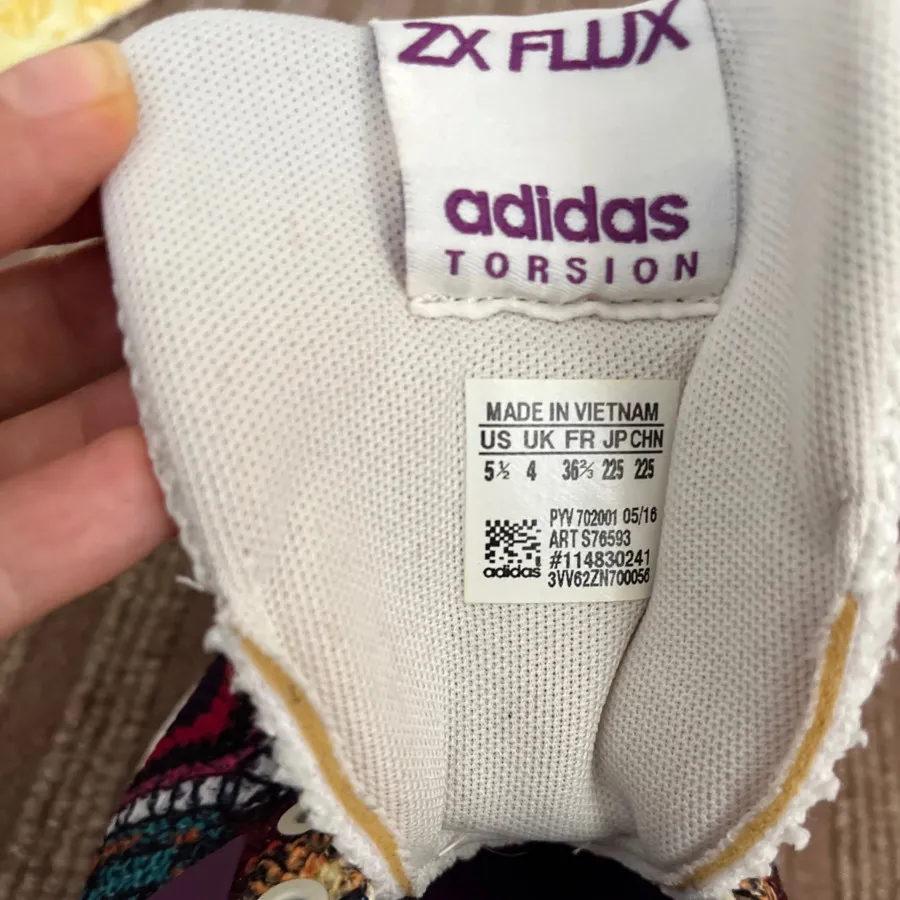 ZX FLUX
adidas
TORSION
MADE IN VIETNAM
US UK FR JP CHN
5½ 4 36⅔ 225 225
PYV 702001 05/16
ART S76593
#114830241
adidas 3VV62ZN700056